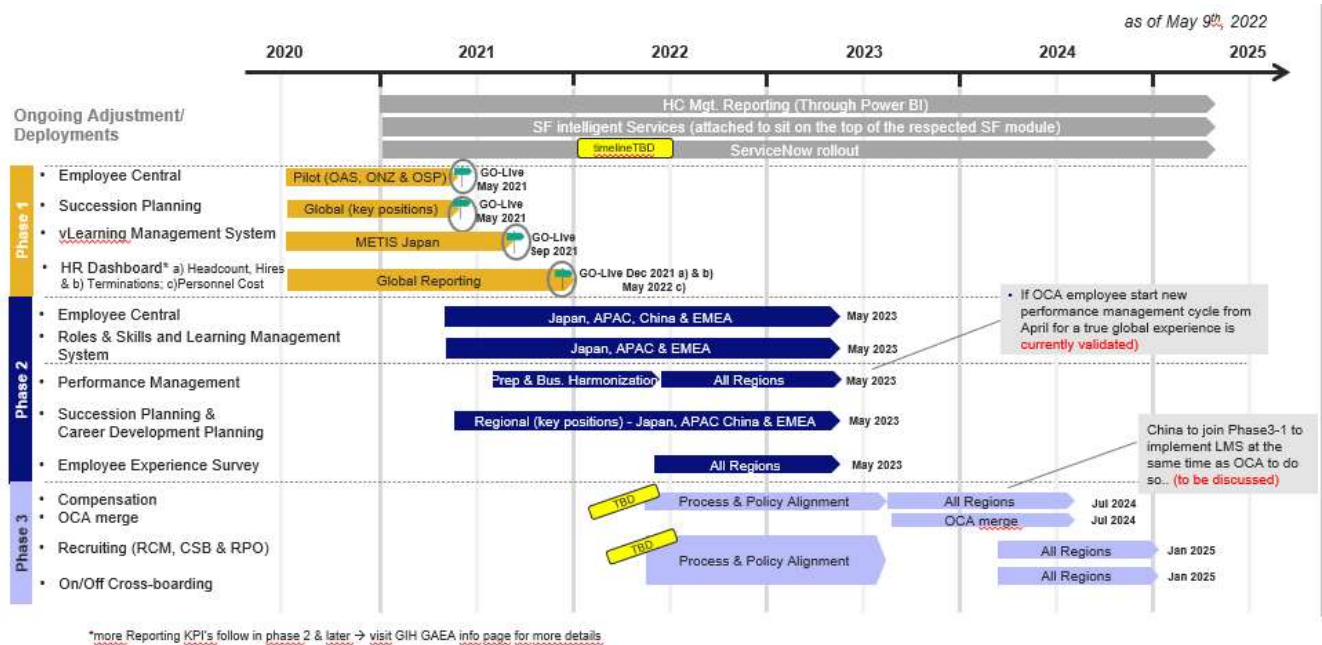 as of May 9th, 2022
2020 2021 2022 2023 2024 2025
Ongoing Adjustment/
Deployments
HC Mgt. Reporting (Through Power BI)
SF intelligent Services (attached to sit on the top of the respected SF module)
timelineTBD
ServiceNow rollout
Phase 1
• Employee Central
Pilot (OAS, ONZ & OSP)
GO-Live
May 2021
• Succession Planning
Global (key positions)
GO-Live
May 2021
• vLearning Management System
METIS Japan
GO-Live
Sep 2021
• HR Dashboard* a) Headcount, Hires
& b) Terminations; c)Personnel Cost
Global Reporting
GO-Live Dec 2021 a) & b)
May 2022 c)
Phase 2
• Employee Central
Japan, APAC, China & EMEA
May 2023
• Roles & Skills and Learning Management
System
Japan, APAC & EMEA
May 2023
• If OCA employee start new
performance management cycle from
April for a true global experience is
currently validated)
• Performance Management
Prep & Bus. Harmonization
All Regions
May 2023
• Succession Planning &
Career Development Planning
Regional (key positions) - Japan, APAC China & EMEA
May 2023
• Employee Experience Survey
All Regions
May 2023
China to join Phase3-1 to
implement LMS at the
same time as OCA to do
so.. (to be discussed)
Phase 3
• Compensation
TBD
Process & Policy Alignment
All Regions
Jul 2024
• OCA merge
OCA merge
Jul 2024
• Recruiting (RCM, CSB & RPO)
TBD
Process & Policy Alignment
All Regions
Jan 2025
• On/Off Cross-boarding
All Regions
Jan 2025
*more Reporting KPI's follow in phase 2 & later → visit GIH GAEA info page for more details